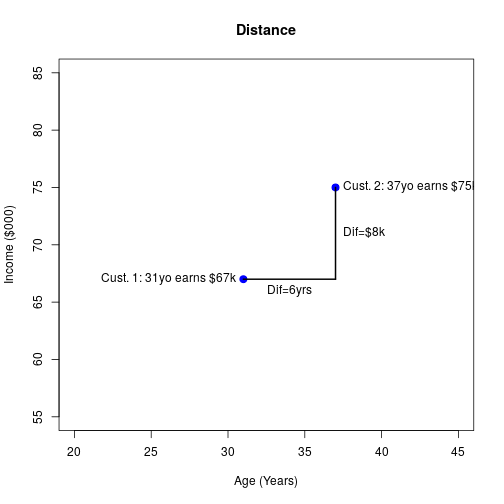 Distance
85
80
75
70
65
60
55
Income ($000)
Cust. 2: 37yo earns $75
Dif=$8k
Cust. 1: 31yo earns $67k
Dif=6yrs
20 25 30 35 40 45
Age (Years)